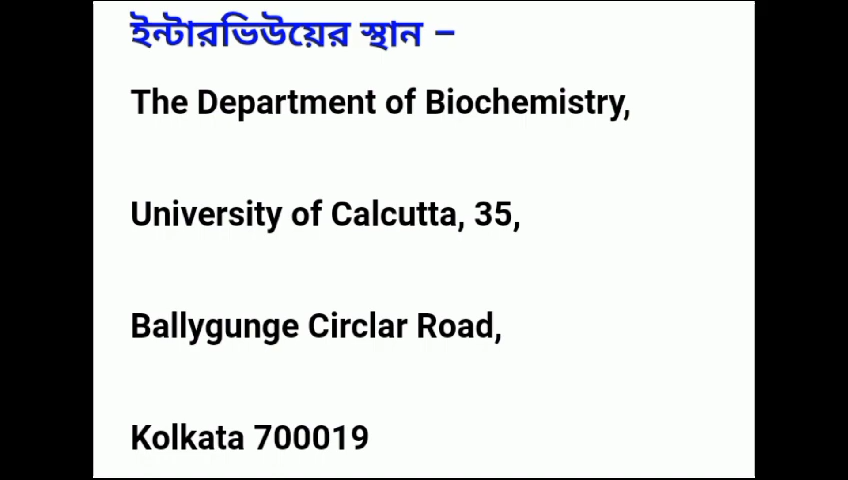 ইন্টারভিউয়ের স্থান –
The Department of Biochemistry,
University of Calcutta, 35,
Ballygunge Circlar Road,
Kolkata 700019